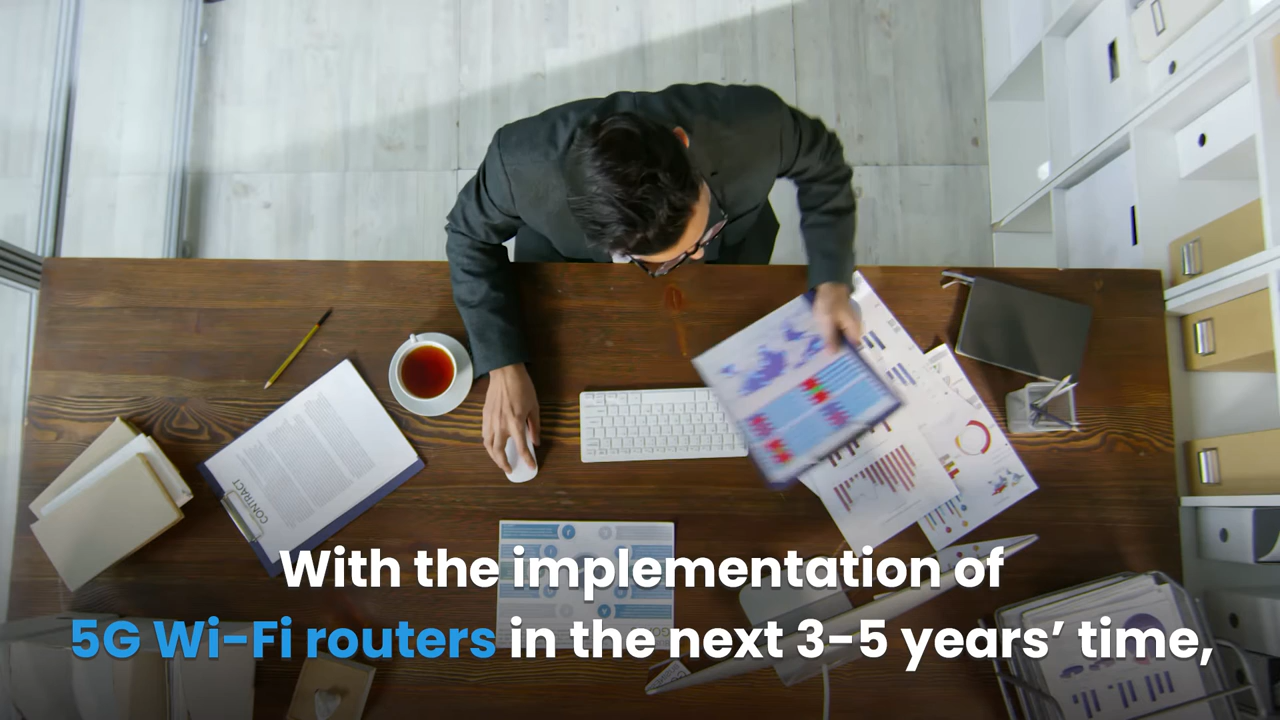 CONTRACT
With the implementation of
5G Wi-Fi routers in the next 3-5 years' time,